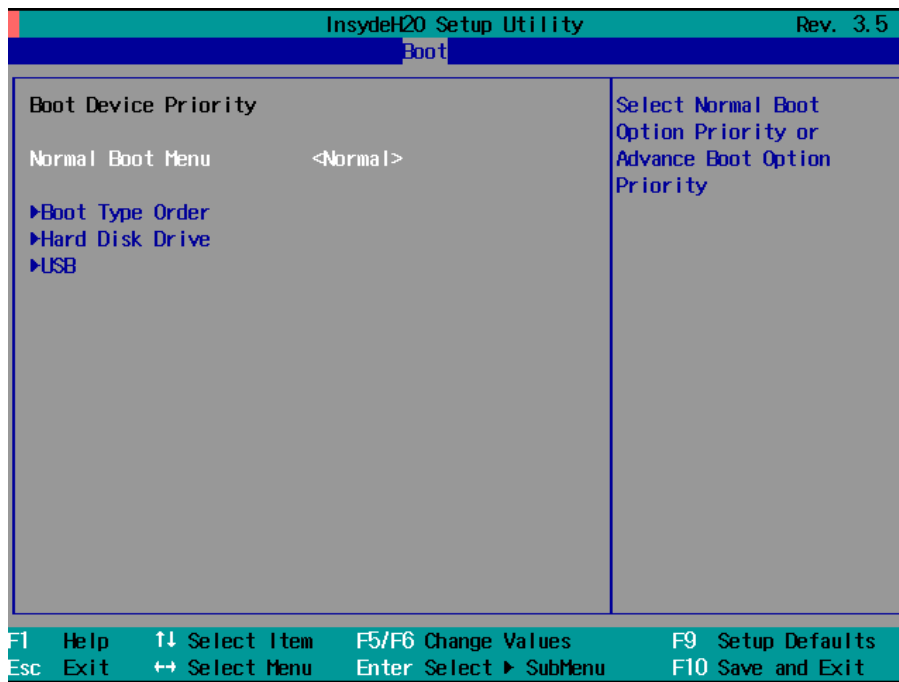 InsydeH2O Setup Utility Rev. 3.5
Boot
Boot Device Priority
Normal Boot Menu <Normal>
▶Boot Type Order
▶Hard Disk Drive
▶USB
Select Normal Boot
Option Priority or
Advance Boot Option
Priority
F1 Help ↑↓ Select Item F5/F6 Change Values F9 Setup Defaults
Esc Exit ↔ Select Menu Enter Select ▶ SubMenu F10 Save and Exit